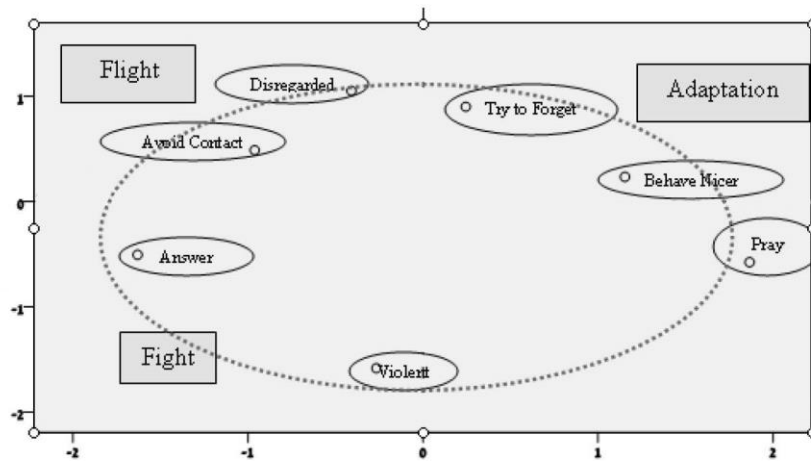 Flight
Disregarded
Adaptation
Try to Forget
1
Avoid Contact
Behave Nicer
0
Pray
Answer
-1
Fight
Violent
-2
-2
-1
0
1
2